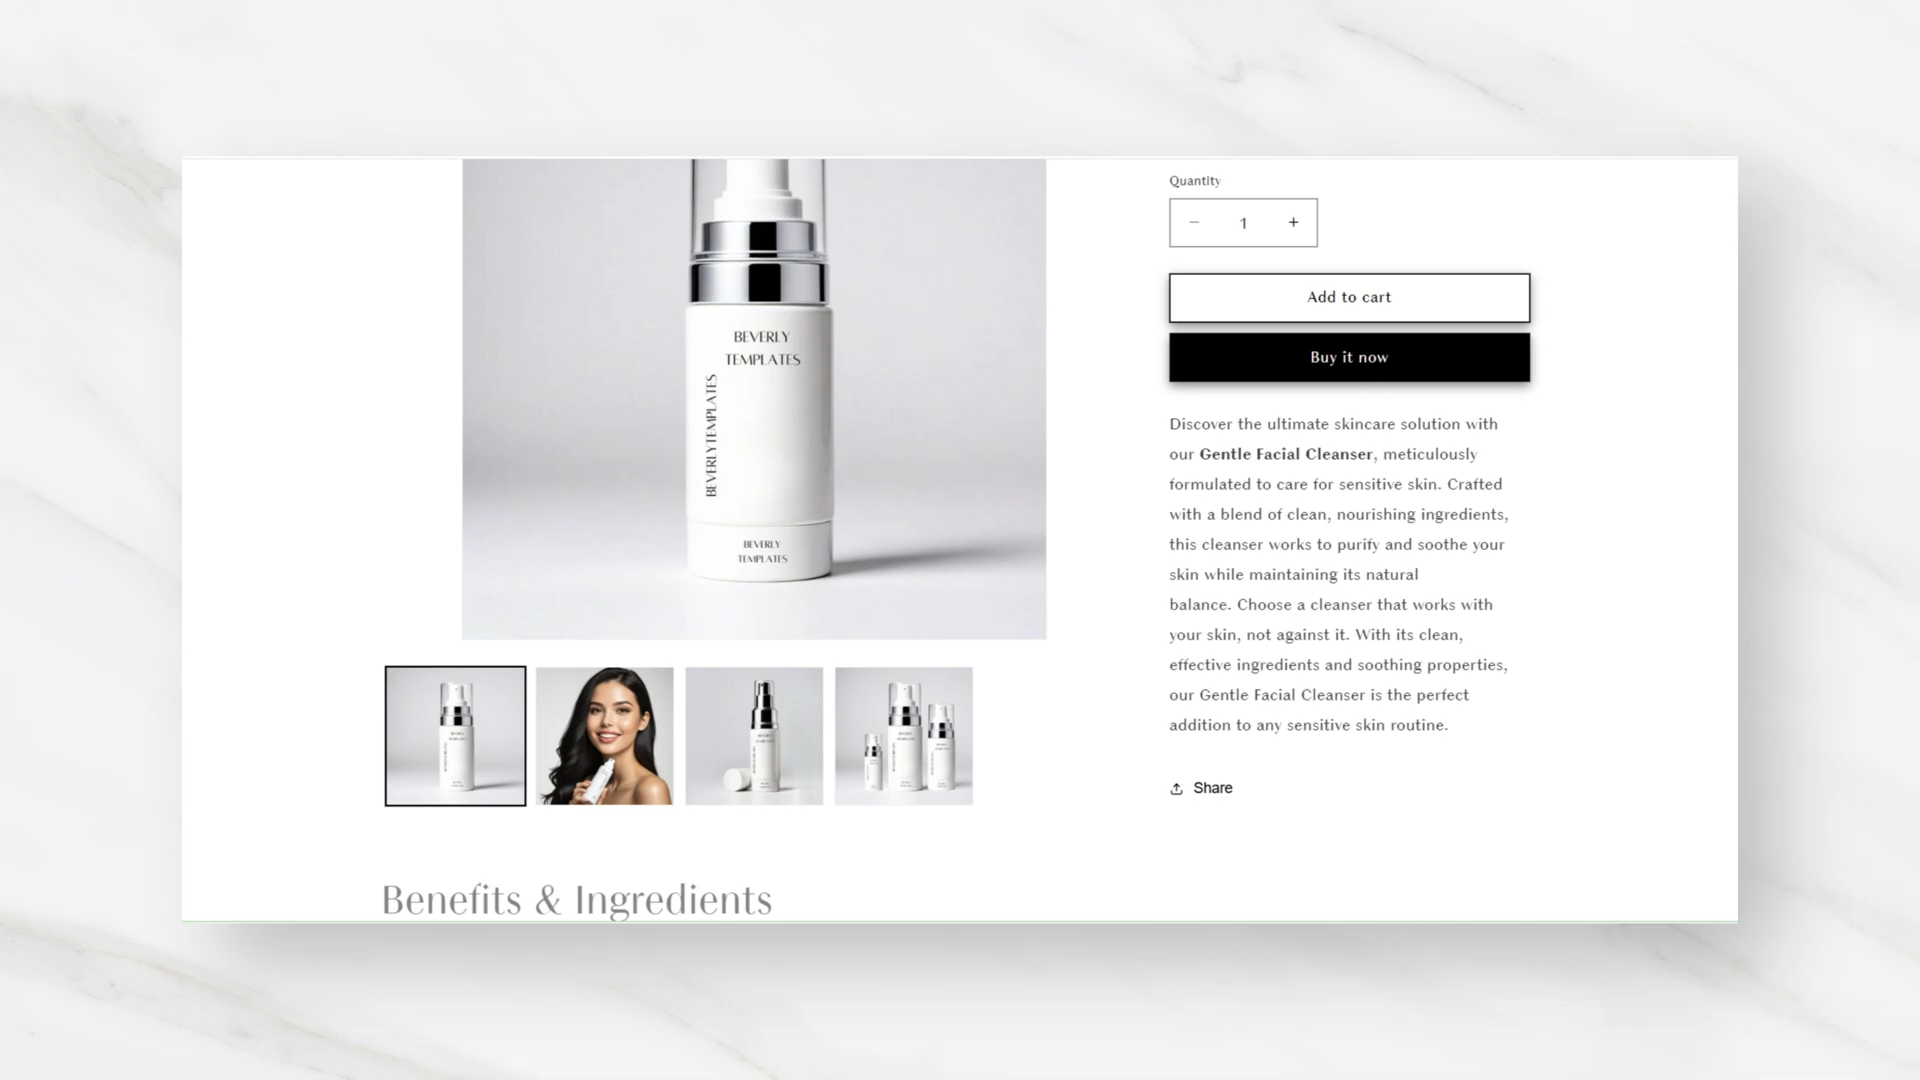 BEVERLY
TEMPLATES
BEVERLYTEMPLATES
BEVERLY
TEMPLATES
Quantity
− 1 +
Add to cart
Buy it now
Discover the ultimate skincare solution with
our Gentle Facial Cleanser, meticulously
formulated to care for sensitive skin. Crafted
with a blend of clean, nourishing ingredients,
this cleanser works to purify and soothe your
skin while maintaining its natural
balance. Choose a cleanser that works with
your skin, not against it. With its clean,
effective ingredients and soothing properties,
our Gentle Facial Cleanser is the perfect
addition to any sensitive skin routine.
Share
Benefits & Ingredients